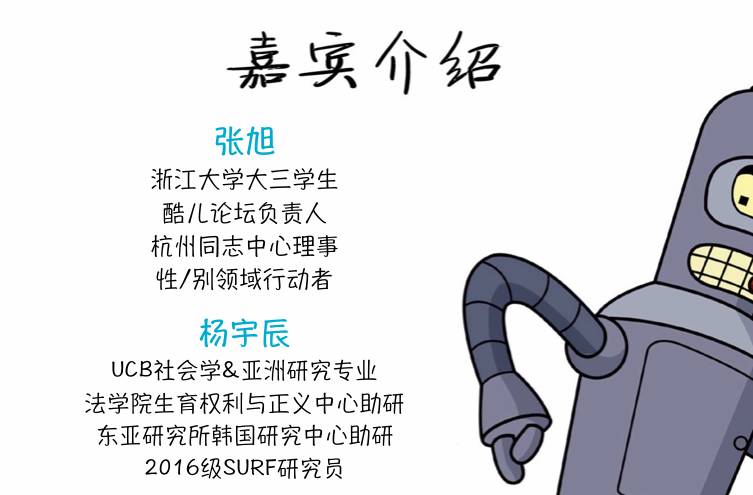 嘉宾介绍
张旭
浙江大学大三学生
酷儿论坛负责人
杭州同志中心理事
性/别领域行动者
杨宇辰
UCB社会学&亚洲研究专业
法学院生育权利与正义中心助研
东亚研究所韩国研究中心助研
2016级SURF研究员